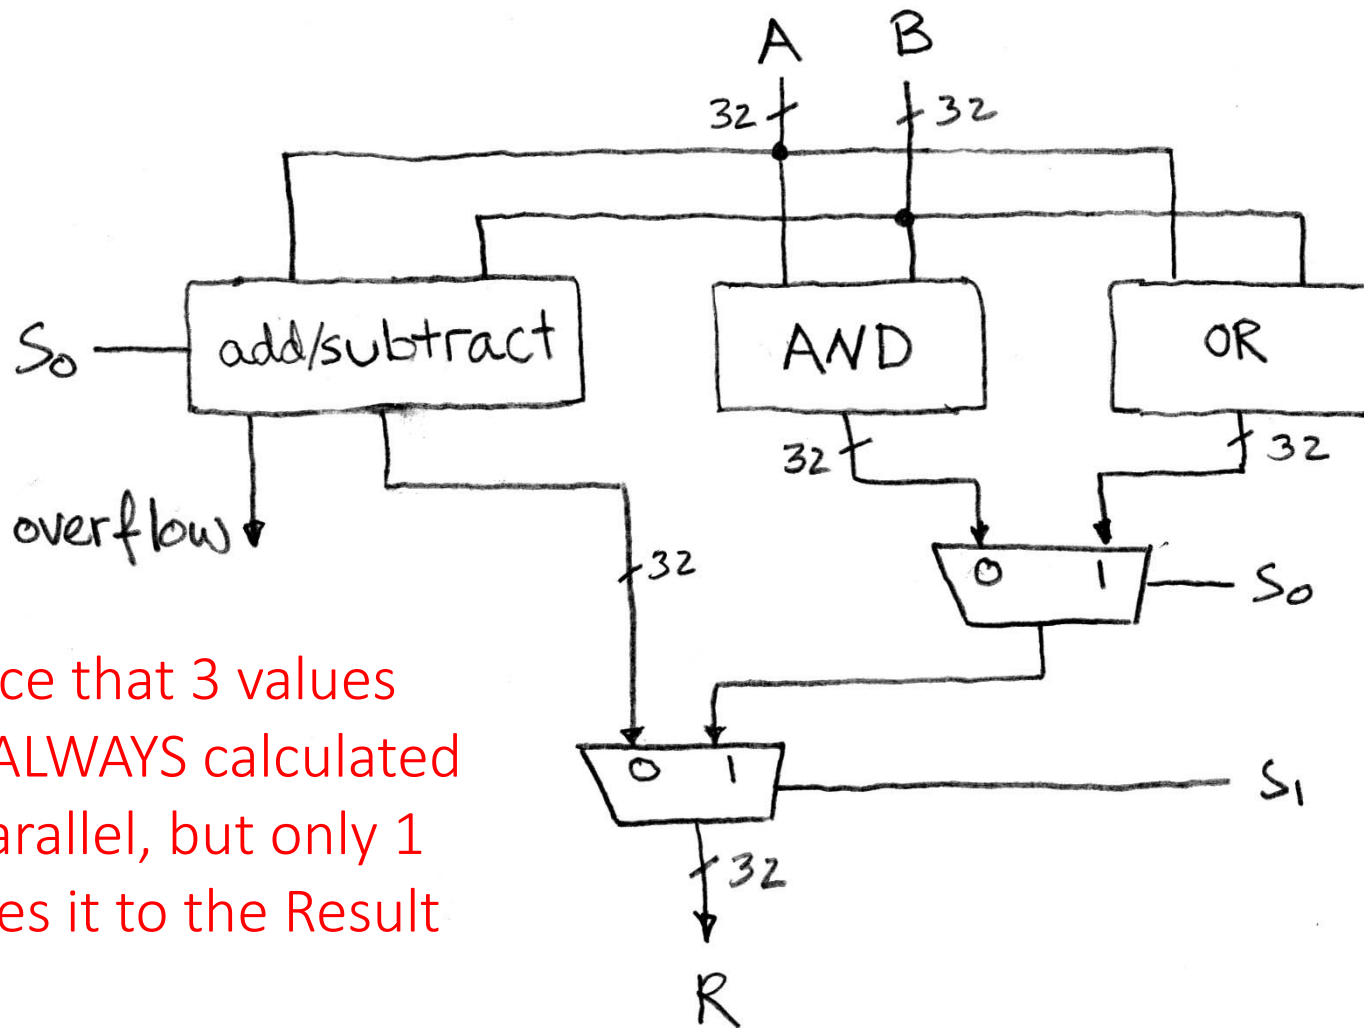 A B
32 32
S₀ add/subtract AND OR
32 32
overflow
32 0 1 S₀
ce that 3 values
ALWAYS calculated
0 1 S₁
arallel, but only 1
32
es it to the Result
R